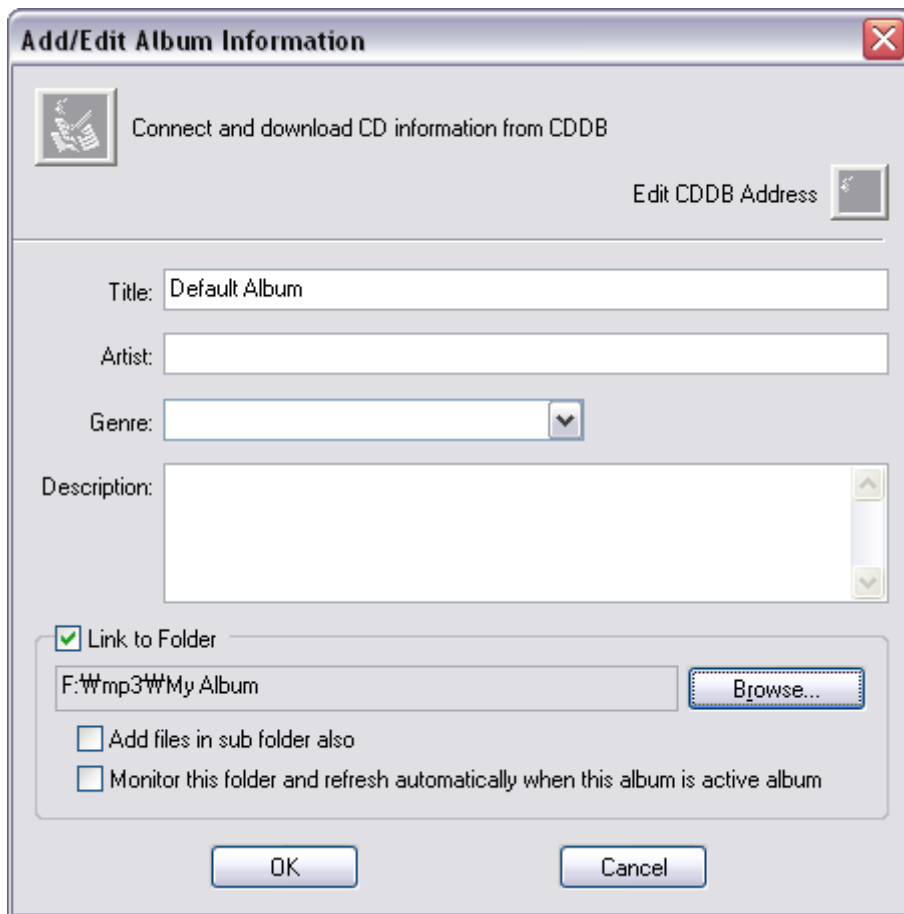 Add/Edit Album Information
Connect and download CD information from CDDB
Edit CDDB Address
Title: Default Album
Artist:
Genre:
Description:
Link to Folder
F:₩mp3₩My Album
Browse...
Add files in sub folder also
Monitor this folder and refresh automatically when this album is active album
OK Cancel